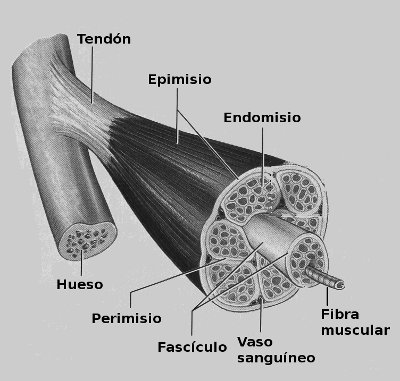 Tendón
Epimisio
Endomisio
Hueso
Perimisio
Fascículo
Vaso
sanguíneo
Fibra
muscular